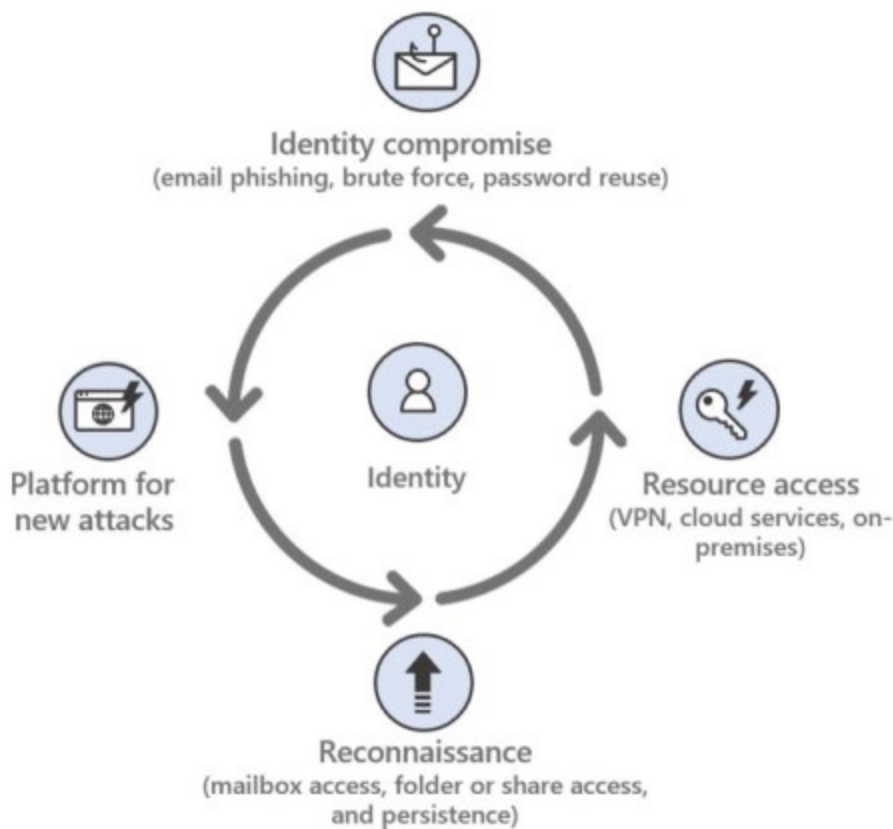 Identity compromise
(email phishing, brute force, password reuse)
Platform for
new attacks
Identity
Resource access
(VPN, cloud services, on-
premises)
Reconnaissance
(mailbox access, folder or share access,
and persistence)